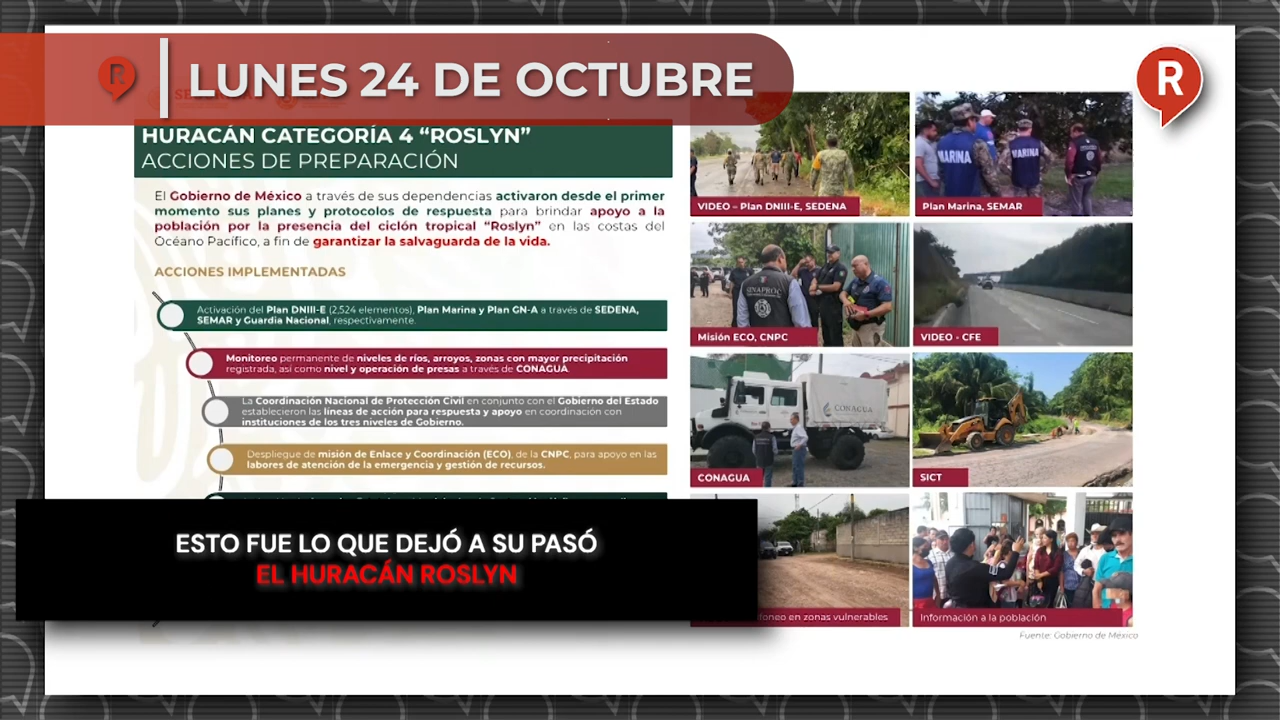 R
LUNES 24 DE OCTUBRE
R
HURACÁN CATEGORÍA 4 “ROSLYN”
ACCIONES DE PREPARACIÓN
El Gobierno de México a través de sus dependencias activaron desde el primer
momento sus planes y protocolos de respuesta para brindar apoyo a la
población por la presencia del ciclón tropical “Roslyn” en las costas del
Océano Pacífico, a fin de garantizar la salvaguarda de la vida.
ACCIONES IMPLEMENTADAS
Activación del Plan DNIII-E (2,524 elementos), Plan Marina y Plan GN-A a través de SEDENA,
SEMAR y Guardia Nacional, respectivamente.
Monitoreo permanente de niveles de ríos, arroyos, zonas con mayor precipitación
registrada, así como nivel y operación de presas a través de CONAGUA.
La Coordinación Nacional de Protección Civil en conjunto con el Gobierno del Estado
establecieron las líneas de acción para respuesta y apoyo en coordinación con
instituciones de los tres niveles de Gobierno.
Despliegue de misión de Enlace y Coordinación (ECO), de la CNPC, para apoyo en las
labores de atención de la emergencia y gestión de recursos.
VIDEO – Plan DNIII-E, SEDENA
MARINA
MARINA
Plan Marina, SEMAR
SINAPROC
Misión ECO, CNPC
VIDEO - CFE
CONAGUA
CONAGUA
SICT
en zonas vulnerables
Información a la población
Fuente: Gobierno de México
ESTO FUE LO QUE DEJÓ A SU PASÓ
EL HURACÁN ROSLYN